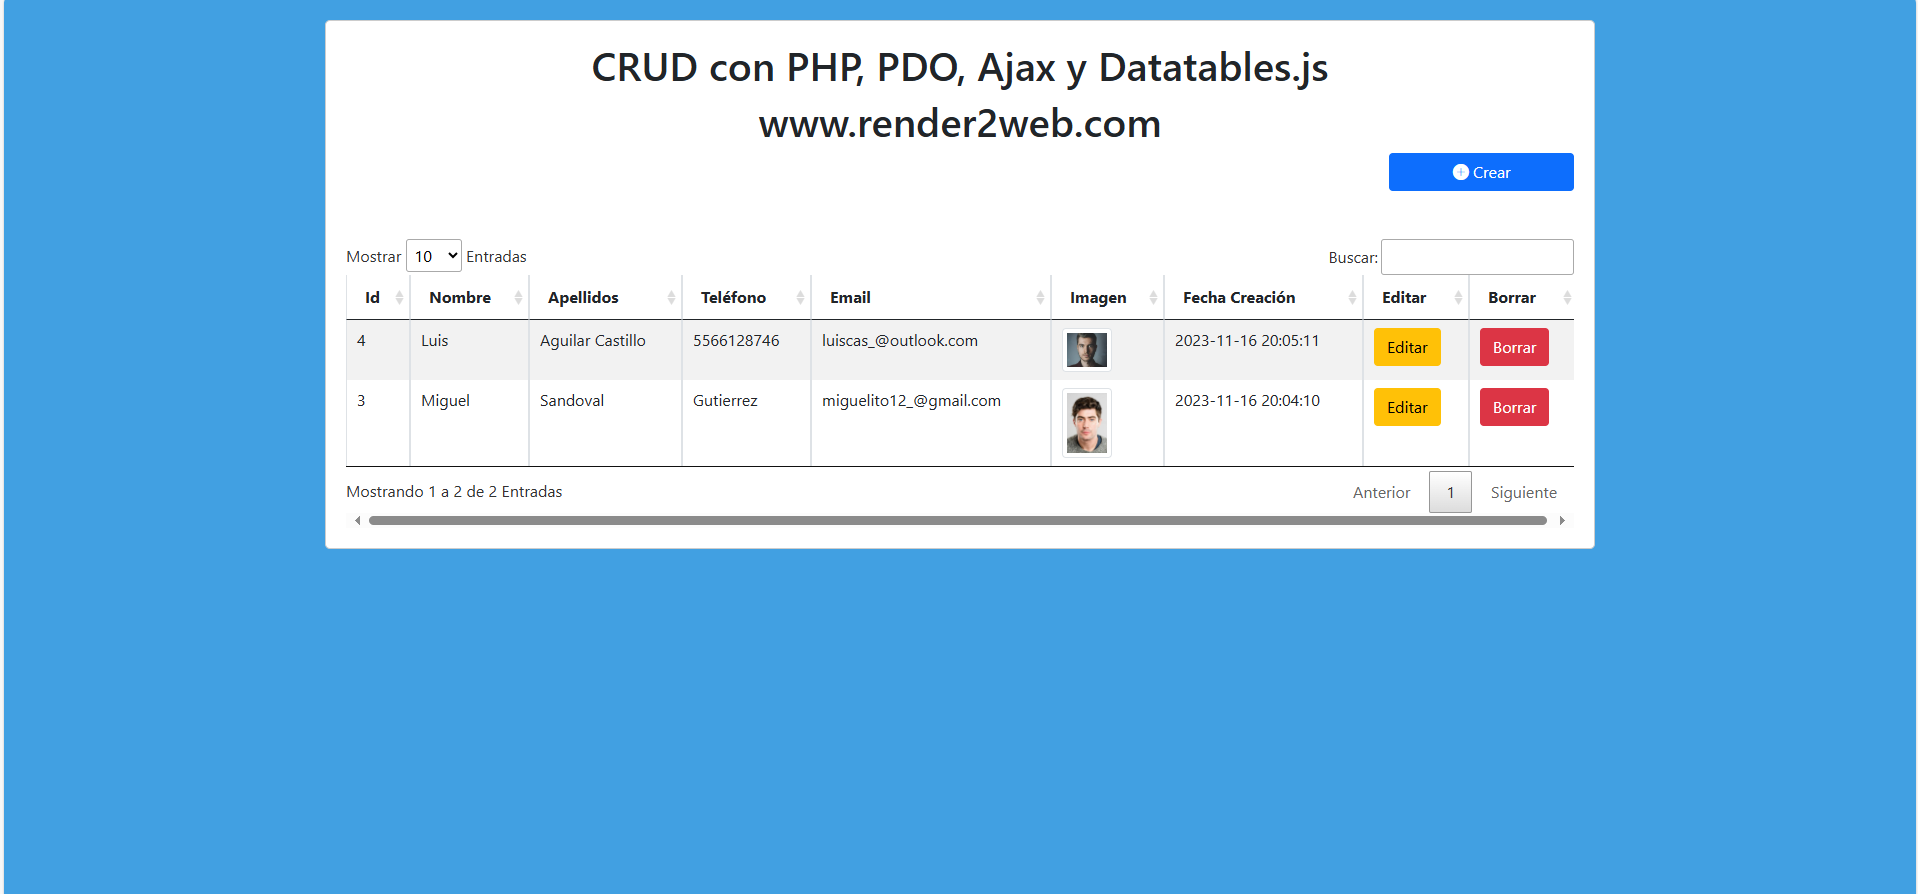 CRUD con PHP, PDO, Ajax y Datatables.js
www.render2web.com
Crear
Mostrar 10 Entradas
Buscar:
Id Nombre Apellidos Teléfono Email Imagen Fecha Creación Editar Borrar
4 Luis Aguilar Castillo 5566128746 luiscas_@outlook.com 2023-11-16 20:05:11 Editar Borrar
3 Miguel Sandoval Gutierrez miguelito12_@gmail.com 2023-11-16 20:04:10 Editar Borrar
Mostrando 1 a 2 de 2 Entradas
Anterior 1 Siguiente